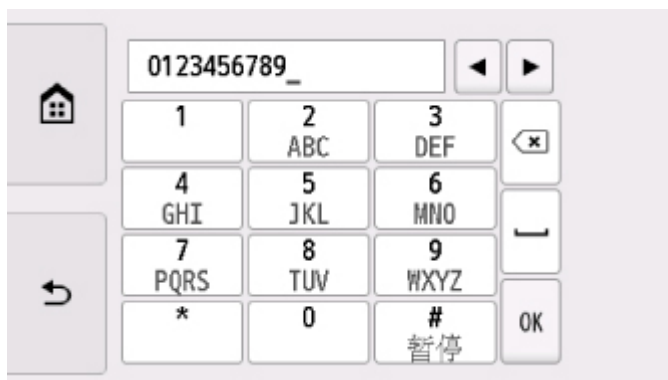 0123456789_
1 2 3
ABC DEF
4 5 6
GHI JKL MNO
7 8 9
PQRS TUV WXYZ
* 0 # OK
暂停